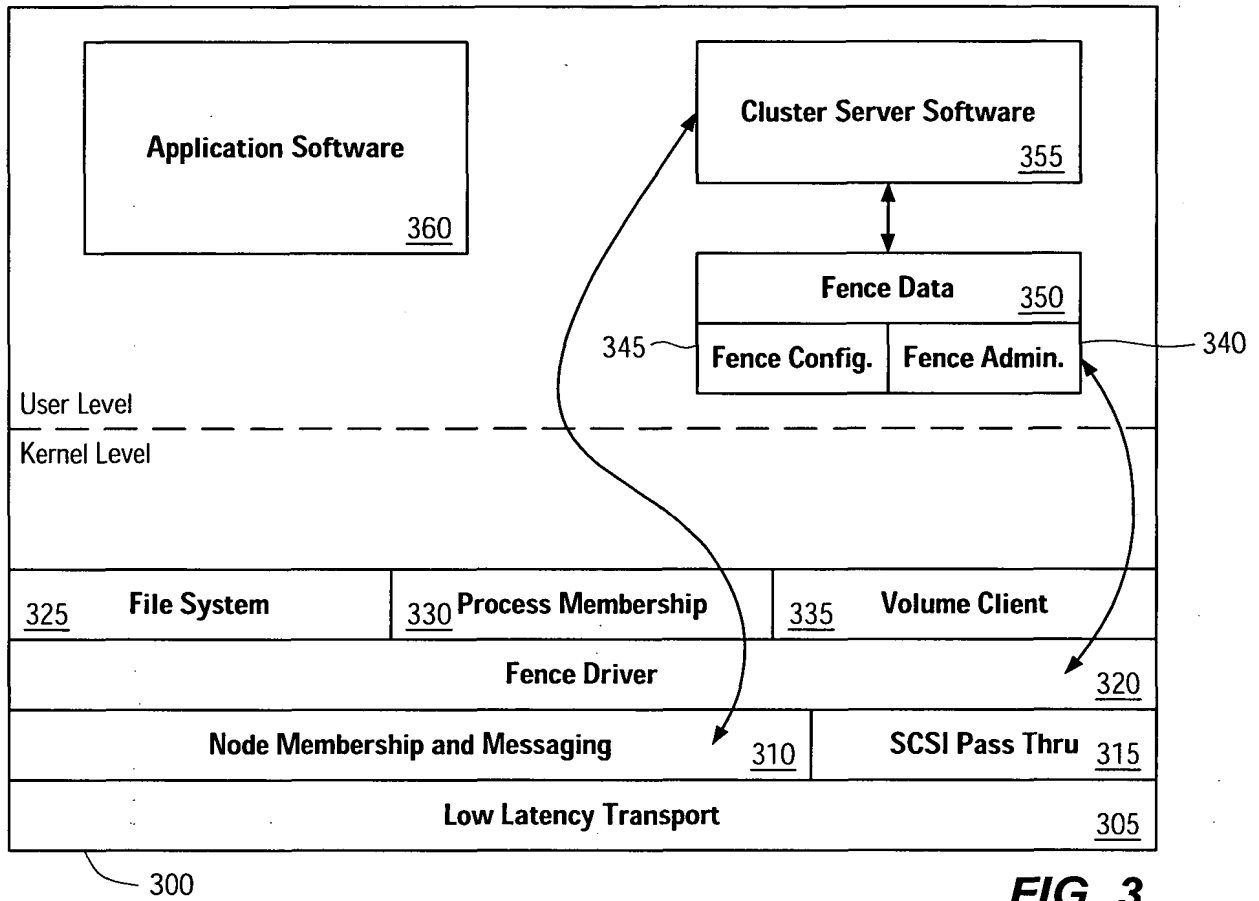 Application Software
360
Cluster Server Software
355
Fence Data
350
345
Fence Config.
Fence Admin.
340
User Level
Kernel Level
325
File System
330
Process Membership
335
Volume Client
Fence Driver
320
Node Membership and Messaging
310
SCSI Pass Thru
315
Low Latency Transport
305
300
FIG. 3